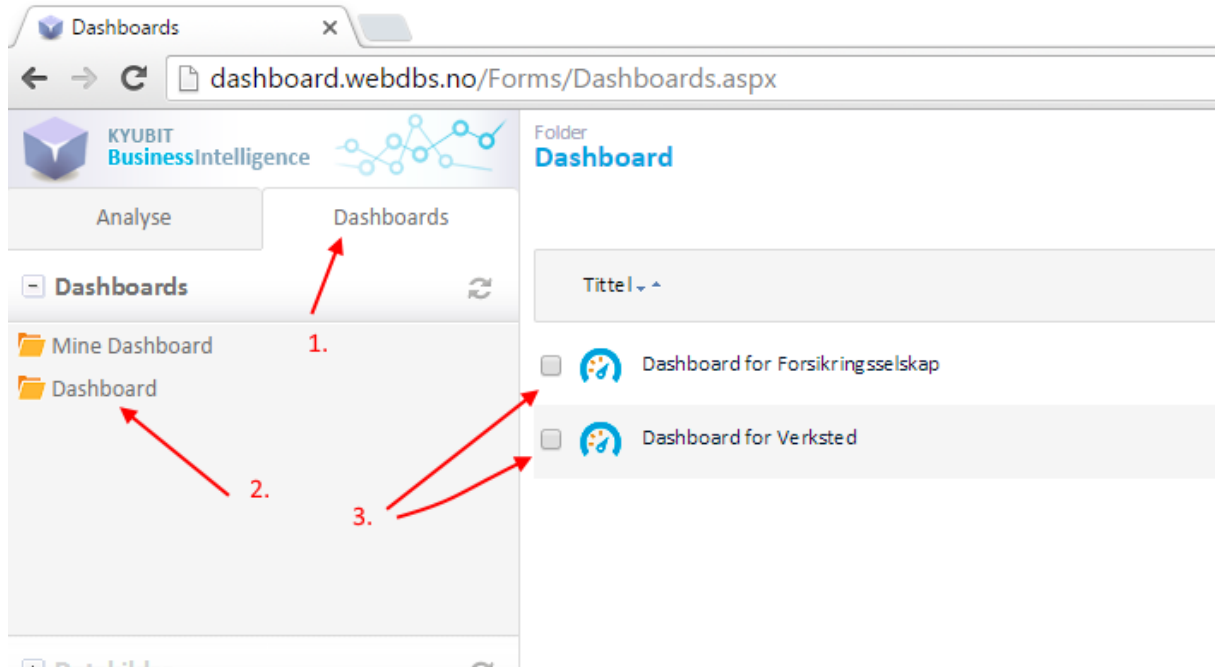 Dashboards
dashboard.webdbs.no/Forms/Dashboards.aspx
KYUBIT
BusinessIntelligence
Folder
Dashboard
Analyse
Dashboards
Dashboards
Tittel
Mine Dashboard
1.
Dashboard for Forsikringsselskap
Dashboard
Dashboard for Verksted
2.
3.